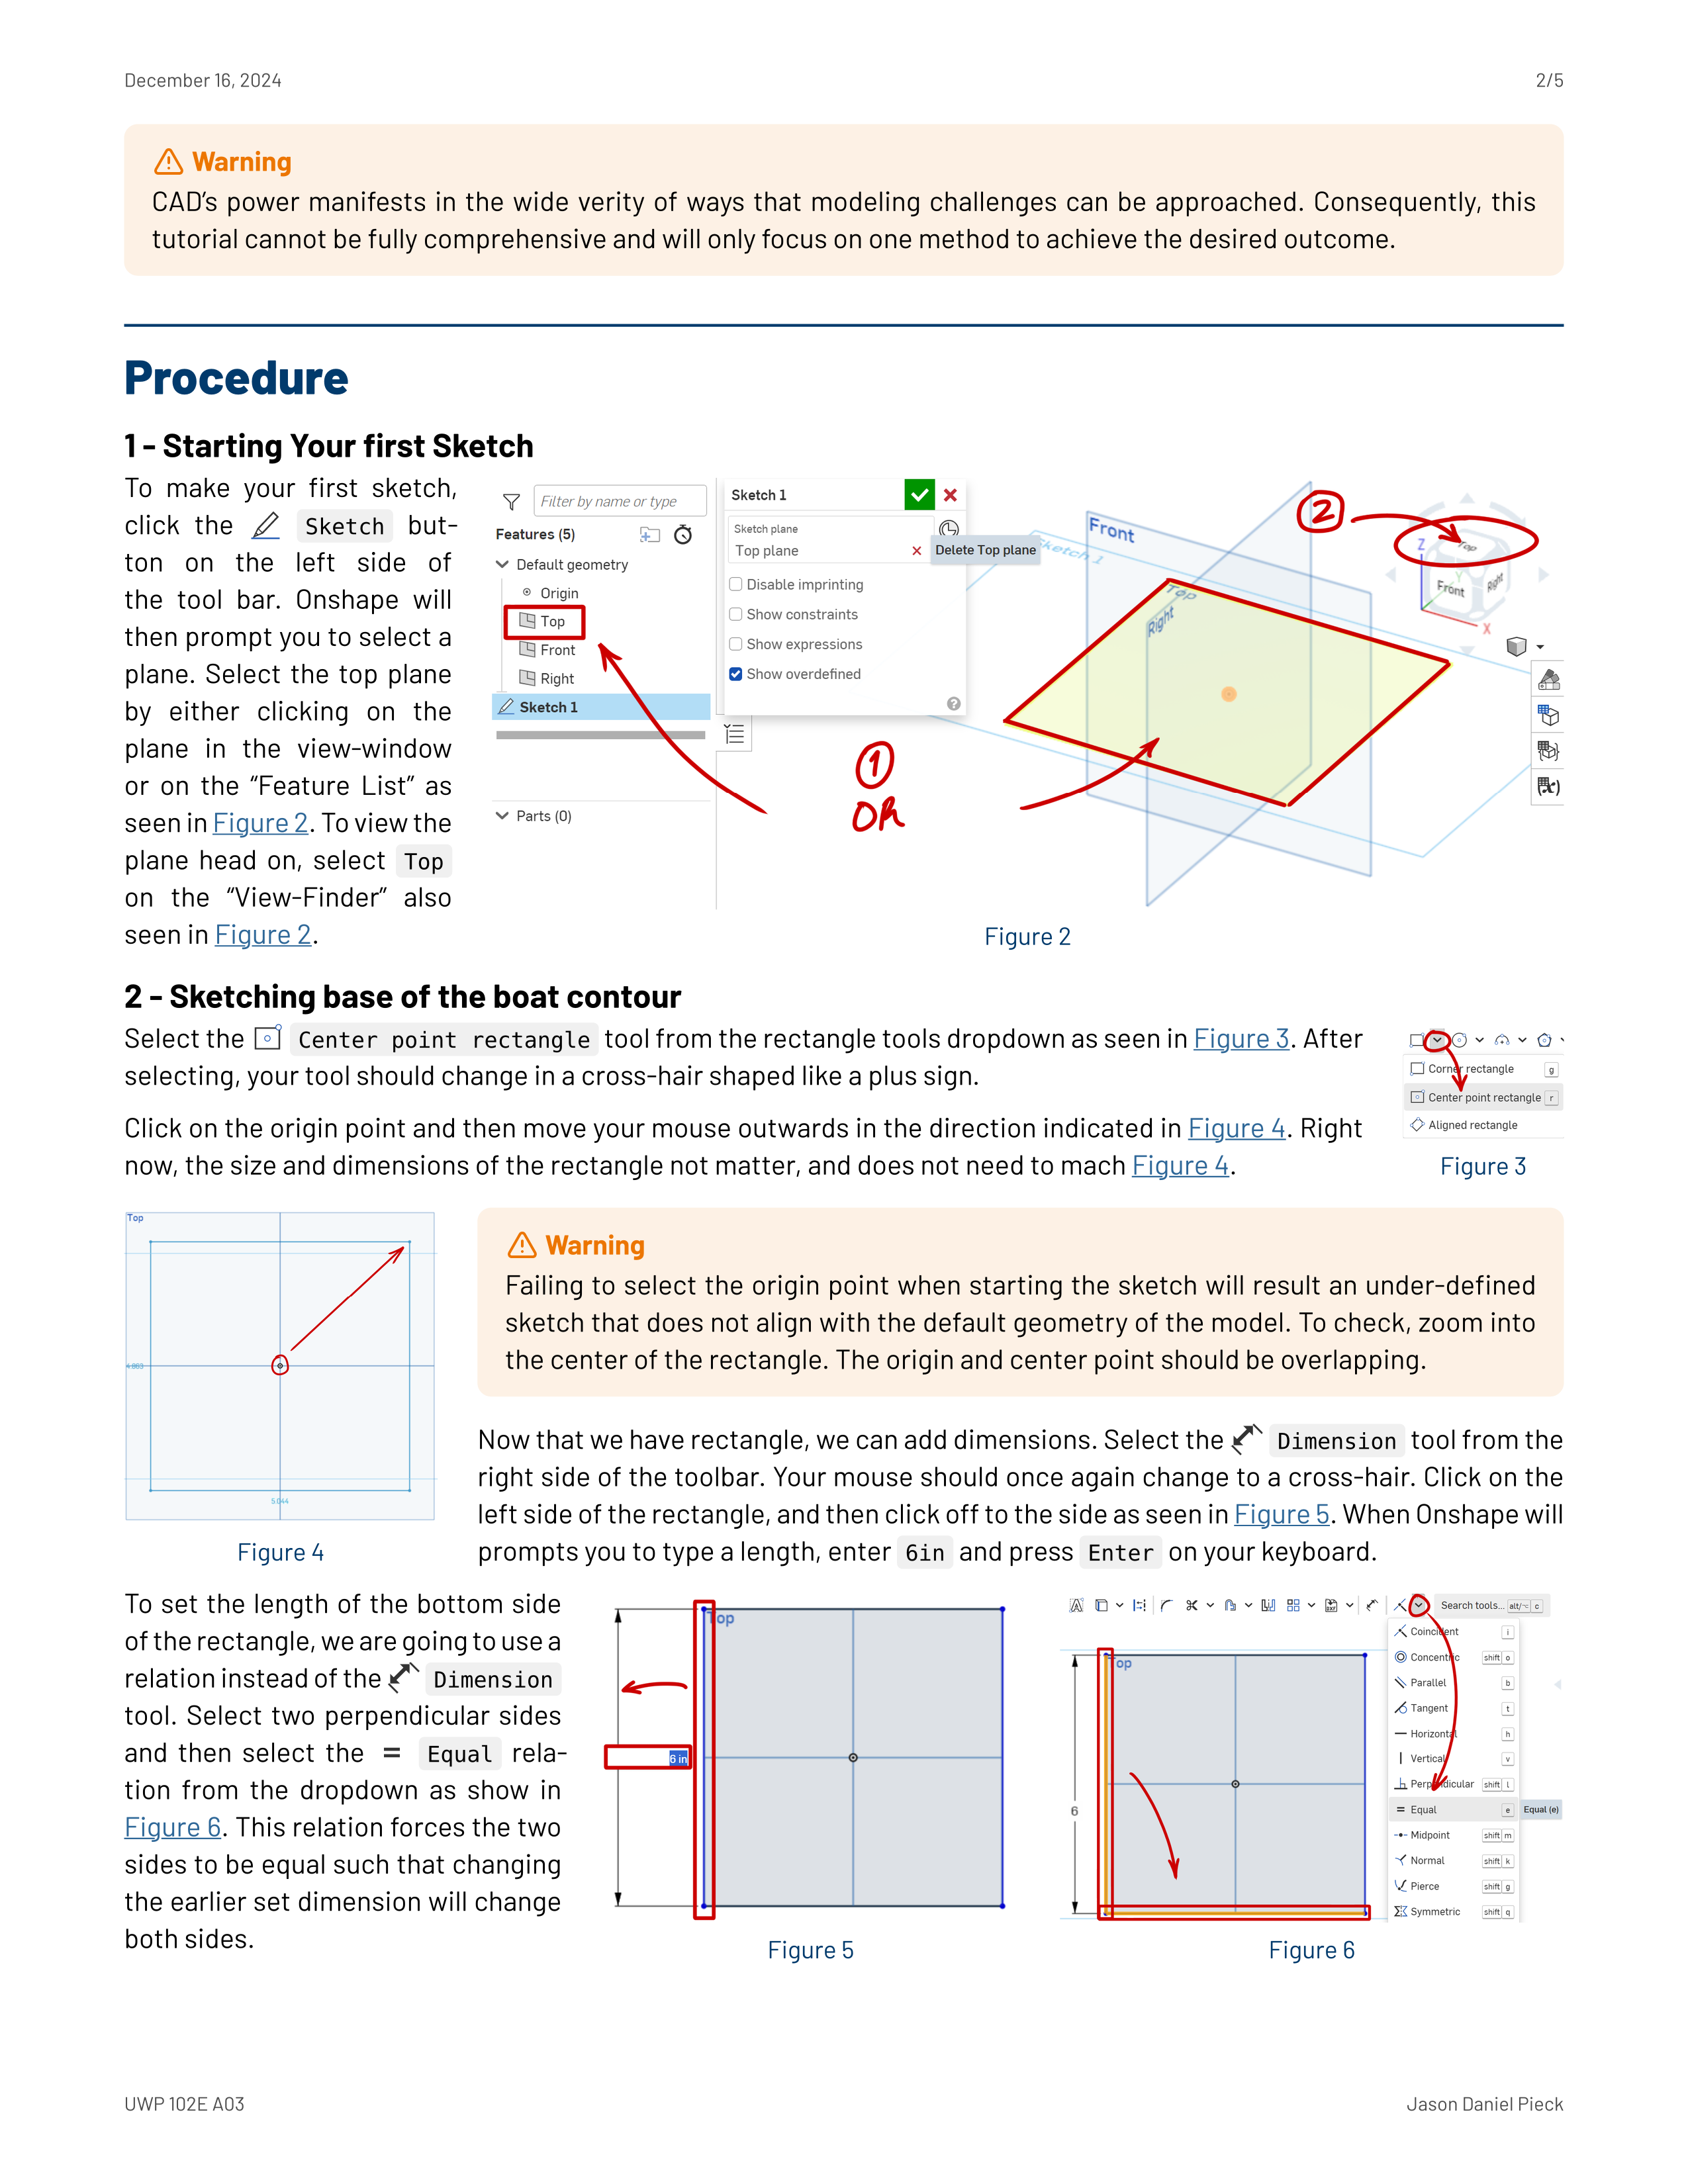 December 16, 2024
2/5
Warning
CAD's power manifests in the wide verity of ways that modeling challenges can be approached. Consequently, this
tutorial cannot be fully comprehensive and will only focus on one method to achieve the desired outcome.
Procedure
1 - Starting Your first Sketch
To make your first sketch,
click the Sketch but-
ton on the left side of
the tool bar. Onshape will
then prompt you to select a
plane. Select the top plane
by either clicking on the
plane in the view-window
or on the “Feature List” as
seen in Figure 2. To view the
plane head on, select Top
on the “View-Finder” also
seen in Figure 2.
Filter by name or type
Features (5)
Default geometry
Origin
Top
Front
Right
Sketch 1
Parts (0)
Sketch 1
Sketch plane
Top plane
Delete Top plane
Disable imprinting
Show constraints
Show expressions
Show overdefined
?
1
OR
Sketch 1
Front
Top
Right
2
Top
Front
Right
Z
Y
X
(x)
Figure 2
2 - Sketching base of the boat contour
Select the Center point rectangle tool from the rectangle tools dropdown as seen in Figure 3. After
selecting, your tool should change in a cross-hair shaped like a plus sign.
Click on the origin point and then move your mouse outwards in the direction indicated in Figure 4. Right
now, the size and dimensions of the rectangle not matter, and does not need to mach Figure 4.
Corner rectangle g
Center point rectangle r
Aligned rectangle
Figure 3
Top
5.044
Figure 4
Warning
Failing to select the origin point when starting the sketch will result an under-defined
sketch that does not align with the default geometry of the model. To check, zoom into
the center of the rectangle. The origin and center point should be overlapping.
Now that we have rectangle, we can add dimensions. Select the Dimension tool from the
right side of the toolbar. Your mouse should once again change to a cross-hair. Click on the
left side of the rectangle, and then click off to the side as seen in Figure 5. When Onshape will
prompts you to type a length, enter 6in and press Enter on your keyboard.
To set the length of the bottom side
of the rectangle, we are going to use a
relation instead of the Dimension
tool. Select two perpendicular sides
and then select the = Equal rela-
tion from the dropdown as show in
Figure 6. This relation forces the two
sides to be equal such that changing
the earlier set dimension will change
both sides.
Top
6 in
Figure 5
Search tools... alt/⌥ c
Top
6
Coincident i
Concentric shift o
Parallel b
Tangent t
Horizontal h
Vertical v
Perpendicular shift l
Equal e
Equal (e)
Midpoint shift m
Normal shift k
Pierce shift g
Symmetric shift q
Figure 6
UWP 102E A03
Jason Daniel Pieck